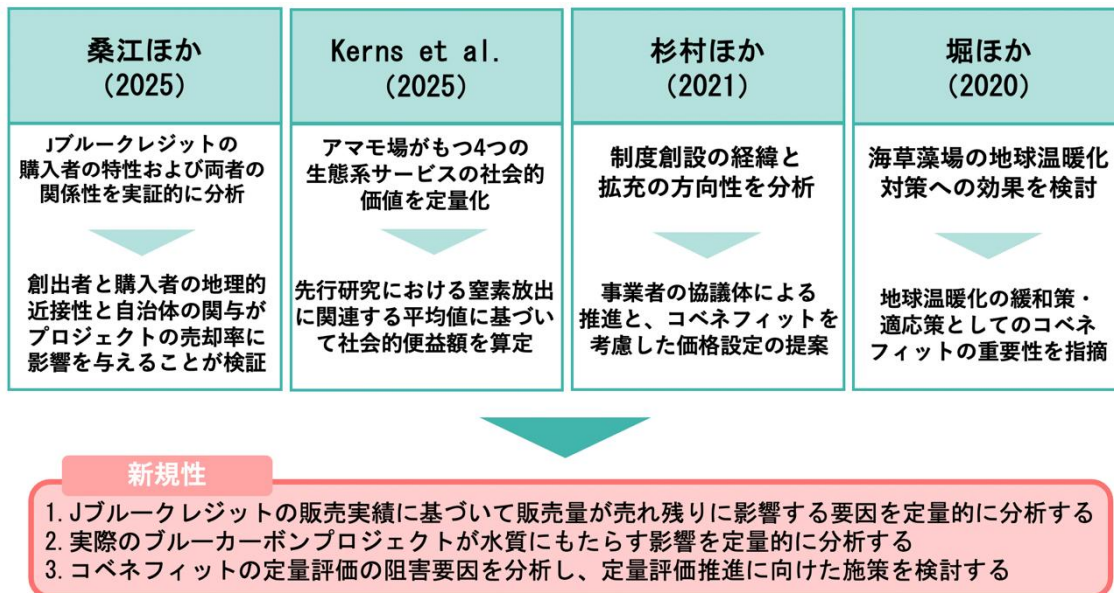 桑江ほか
(2025)
Jブルークレジットの
購入者の特性および両者の
関係性を実証的に分析
創出者と購入者の地理的
近接性と自治体の関与が
プロジェクトの売却率に
影響を与えることが検証
Kerns et al.
(2025)
アマモ場がもつ4つの
生態系サービスの社会的
価値を定量化
先行研究における窒素放出
に関連する平均値に基づい
て社会的便益額を算定
杉村ほか
(2021)
制度創設の経緯と
拡充の方向性を分析
事業者の協議体による
推進と、コベネフィットを
考慮した価格設定の提案
堀ほか
(2020)
海草藻場の地球温暖化
対策への効果を検討
地球温暖化の緩和策・
適応策としてのコベネ
フィットの重要性を指摘
新規性
1. Jブルークレジットの販売実績に基づいて販売量が売れ残りに影響する要因を定量的に分析する
2. 実際のブルーカーボンプロジェクトが水質にもたらす影響を定量的に分析する
3. コベネフィットの定量評価の阻害要因を分析し、定量評価推進に向けた施策を検討する